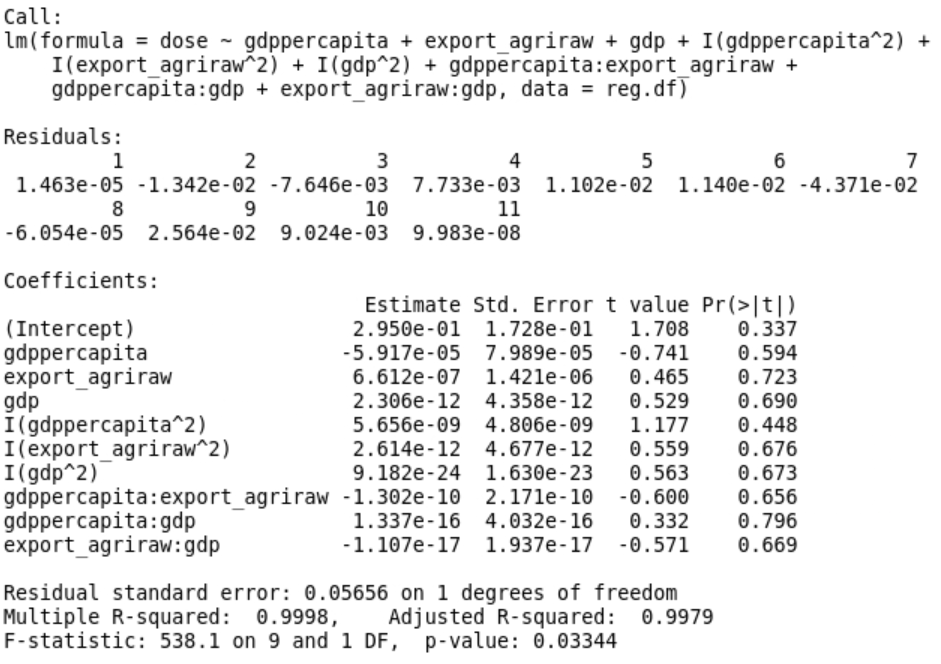 Call:
lm(formula = dose ~ gdppercapita + export_agriraw + gdp + I(gdppercapita^2) +
    I(export_agriraw^2) + I(gdp^2) + gdppercapita:export_agriraw +
    gdppercapita:gdp + export_agriraw:gdp, data = reg.df)

Residuals:
         1          2          3          4          5          6          7
 1.463e-05 -1.342e-02 -7.646e-03  7.733e-03  1.102e-02  1.140e-02 -4.371e-02
         8          9         10         11
-6.054e-05  2.564e-02  9.024e-03  9.983e-08

Coefficients:
                              Estimate Std. Error t value Pr(>|t|)
(Intercept)                  2.950e-01  1.728e-01   1.708    0.337
gdppercapita                -5.917e-05  7.989e-05  -0.741    0.594
export_agriraw               6.612e-07  1.421e-06   0.465    0.723
gdp                          2.306e-12  4.358e-12   0.529    0.690
I(gdppercapita^2)            5.656e-09  4.806e-09   1.177    0.448
I(export_agriraw^2)          2.614e-12  4.677e-12   0.559    0.676
I(gdp^2)                     9.182e-24  1.630e-23   0.563    0.673
gdppercapita:export_agriraw -1.302e-10  2.171e-10  -0.600    0.656
gdppercapita:gdp             1.337e-16  4.032e-16   0.332    0.796
export_agriraw:gdp          -1.107e-17  1.937e-17  -0.571    0.669

Residual standard error: 0.05656 on 1 degrees of freedom
Multiple R-squared:  0.9998,    Adjusted R-squared:  0.9979
F-statistic: 538.1 on 9 and 1 DF,  p-value: 0.03344